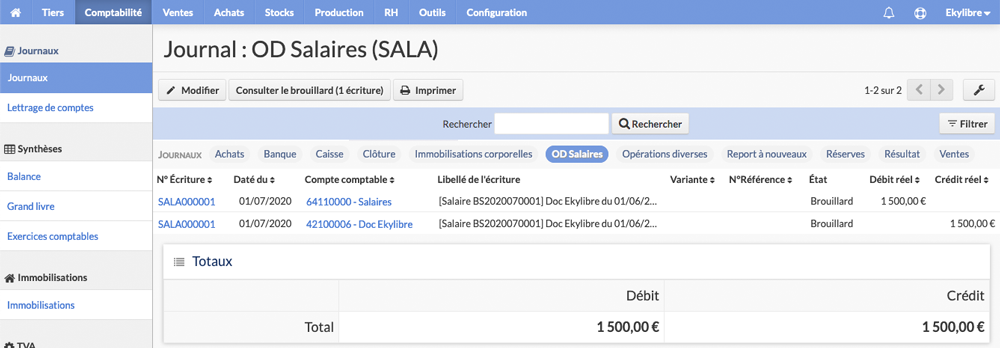 Tiers Comptabilité Ventes Achats Stocks Production RH Outils Configuration Ekylibre
Journaux
Journaux
Lettrage de comptes
Synthèses
Balance
Grand livre
Exercices comptables
Immobilisations
Immobilisations
TVA
Journal : OD Salaires (SALA)
Modifier Consulter le brouillard (1 écriture) Imprimer 1-2 sur 2
Rechercher Rechercher Filtrer
JOURNAUX Achats Banque Caisse Clôture Immobilisations corporelles OD Salaires Opérations diverses Report à nouveaux Réserves Résultat Ventes
N° Écriture Daté du Compte comptable Libellé de l'écriture Variante N°Référence État Débit réel Crédit réel
SALA000001 01/07/2020 64110000 - Salaires [Salaire BS2020070001] Doc Ekylibre du 01/06/2... Brouillard 1 500,00 €
SALA000001 01/07/2020 42100006 - Doc Ekylibre [Salaire BS2020070001] Doc Ekylibre du 01/06/2... Brouillard 1 500,00 €
Totaux
Débit Crédit
Total 1 500,00 € 1 500,00 €